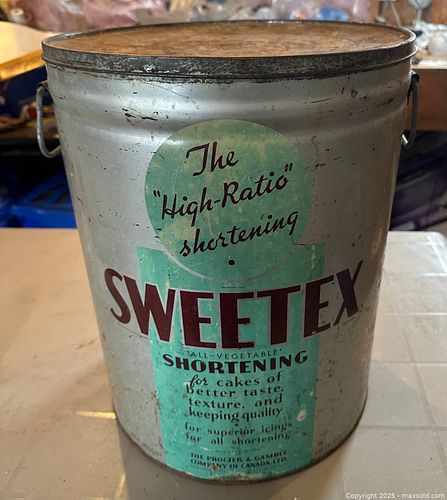 The
"High-Ratio"
shortening
SWEETEX
"ALL-VEGETABLE"
SHORTENING
for cakes of
better taste,
texture, and
keeping quality
for superior icings
for all shortening
THE PROCTER & GAMBLE
COMPANY OF CANADA LTD.
Copyright 2025 - maxsold.com